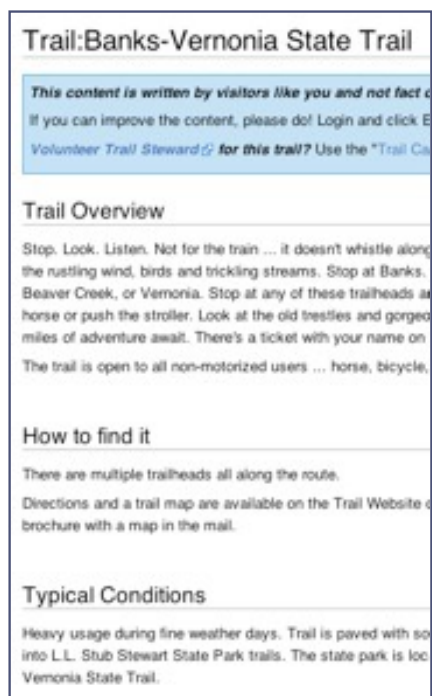 Trail:Banks-Vernonia State Trail
This content is written by visitors like you and not fact c
If you can improve the content, please do! Login and click E
Volunteer Trail Steward for this trail? Use the "Trail Ca
Trail Overview
Stop. Look. Listen. Not for the train ... it doesn't whistle along
the rustling wind, birds and trickling streams. Stop at Banks.
Beaver Creek, or Vernonia. Stop at any of these trailheads a
horse or push the stroller. Look at the old trestles and gorgeo
miles of adventure await. There's a ticket with your name on
The trail is open to all non-motorized users ... horse, bicycle,
How to find it
There are multiple trailheads all along the route.
Directions and a trail map are available on the Trail Website o
brochure with a map in the mail.
Typical Conditions
Heavy usage during fine weather days. Trail is paved with so
into L.L. Stub Stewart State Park trails. The state park is loc
Vernonia State Trail.